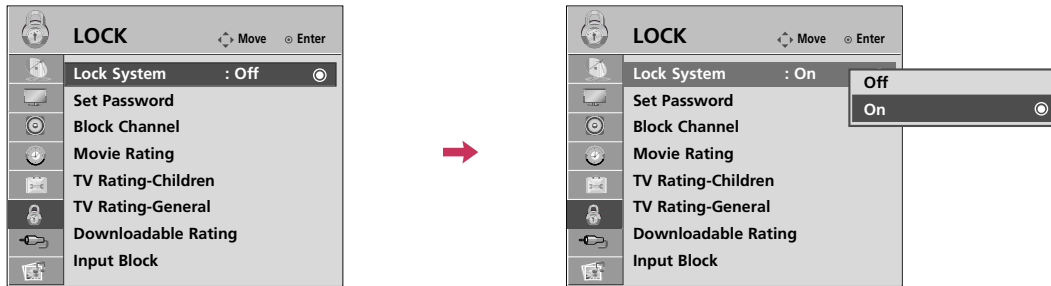 LOCK
Move
Enter
Lock System : Off
Set Password
Block Channel
Movie Rating
TV Rating-Children
TV Rating-General
Downloadable Rating
Input Block
LOCK
Move
Enter
Lock System : On
Set Password
Block Channel
Movie Rating
TV Rating-Children
TV Rating-General
Downloadable Rating
Input Block
Off
On